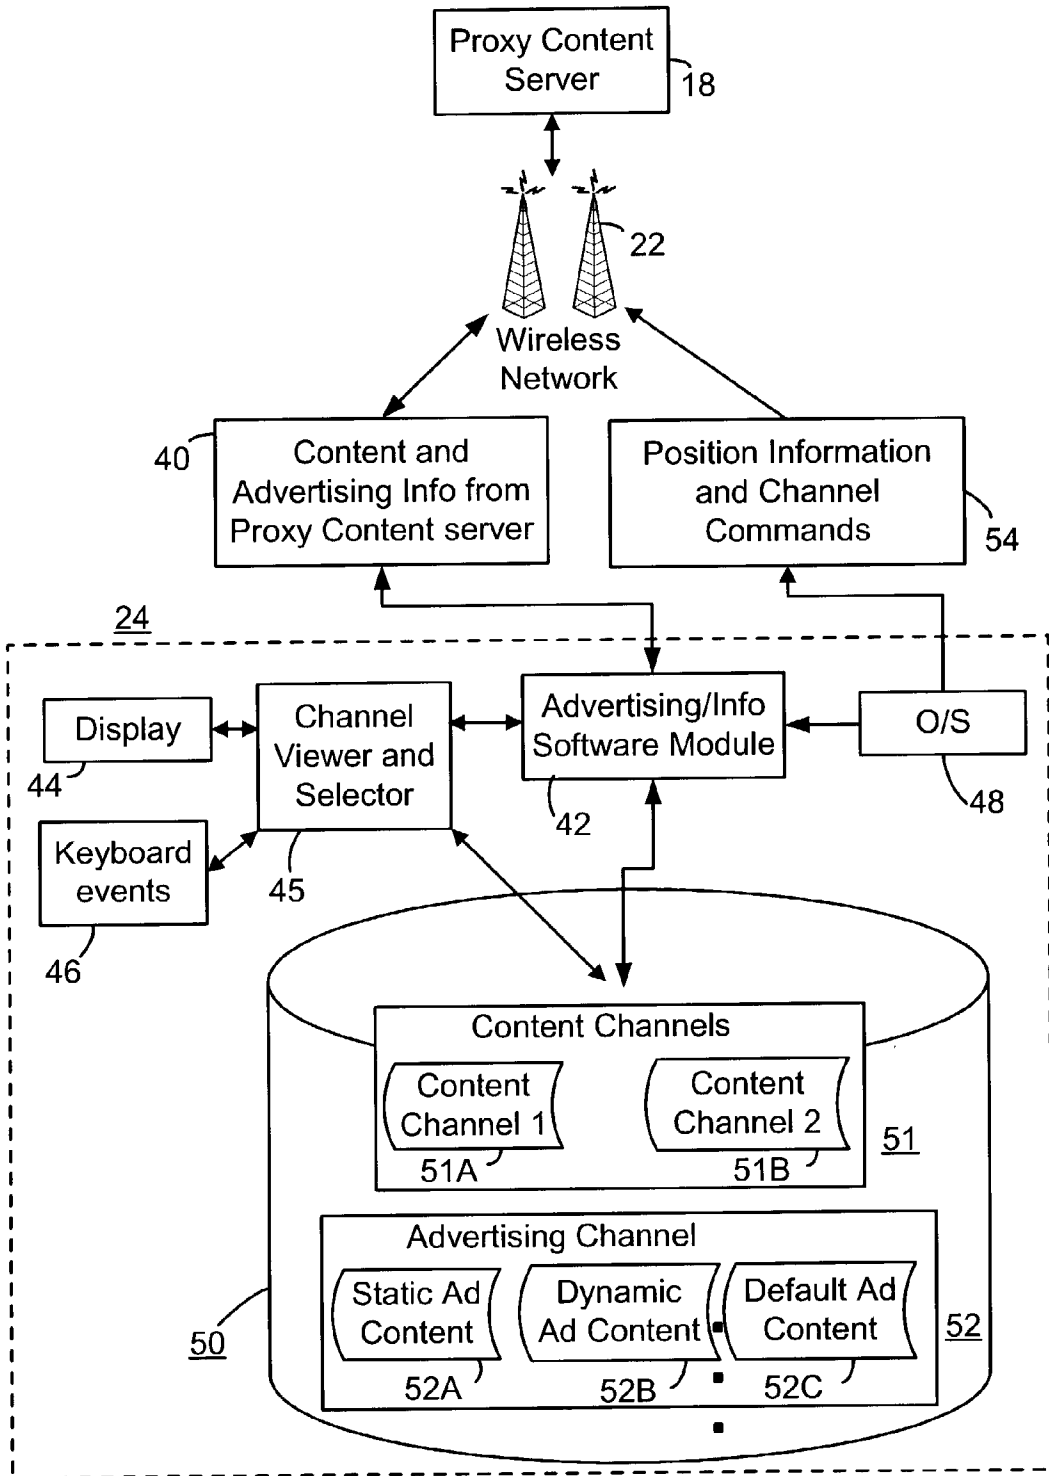 Proxy Content
Server
18
22
Wireless
Network
40
Content and
Advertising Info from
Proxy Content server
Position Information
and Channel
Commands
54
24
Display
44
Channel
Viewer and
Selector
45
Advertising/Info
Software Module
42
O/S
48
Keyboard
events
46
Content Channels
Content
Channel 1
51A
Content
Channel 2
51B
51
Advertising Channel
Static Ad
Content
52A
Dynamic
Ad Content
52B
Default Ad
Content
52C
52
50